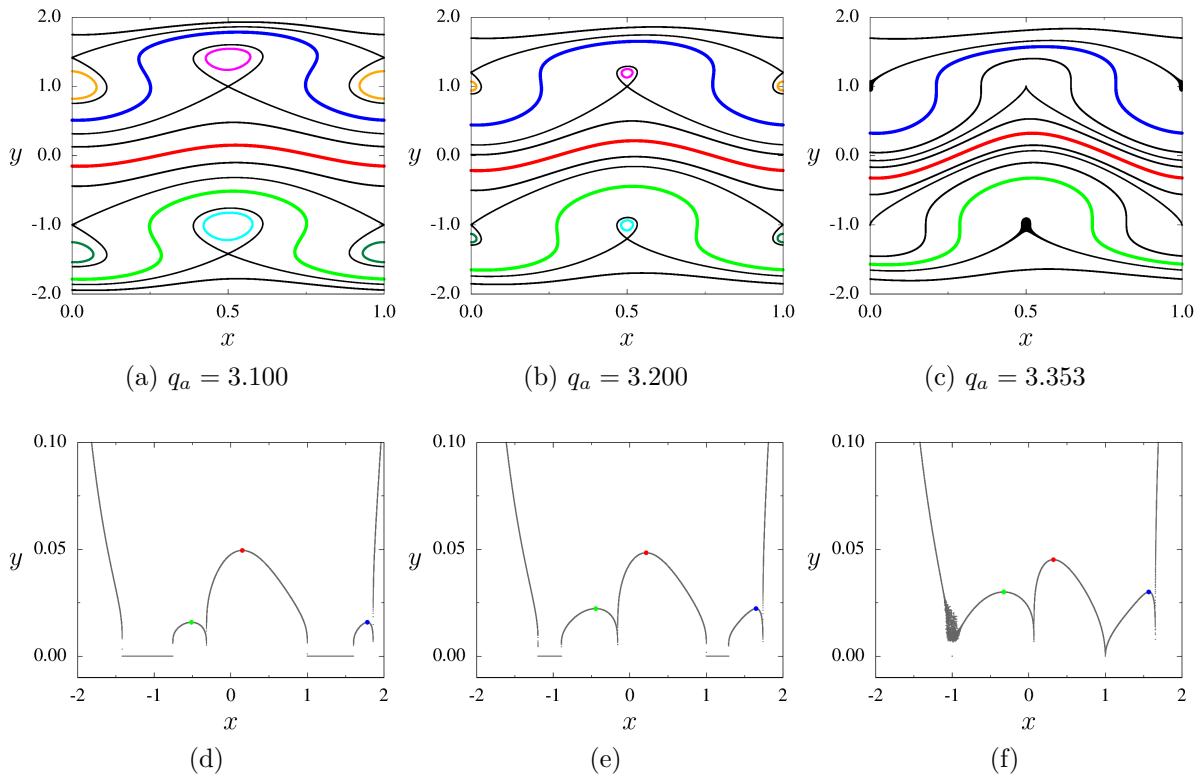 2.0 1.0 0.0 -1.0 -2.0
y
0.0 0.5 1.0
x
(a) q_a = 3.100
2.0 1.0 0.0 -1.0 -2.0
y
0.0 0.5 1.0
x
(b) q_a = 3.200
2.0 1.0 0.0 -1.0 -2.0
y
0.0 0.5 1.0
x
(c) q_a = 3.353
0.10 0.05 0.00
y
-2 -1 0 1 2
x
(d)
0.10 0.05 0.00
y
-2 -1 0 1 2
x
(e)
0.10 0.05 0.00
y
-2 -1 0 1 2
x
(f)